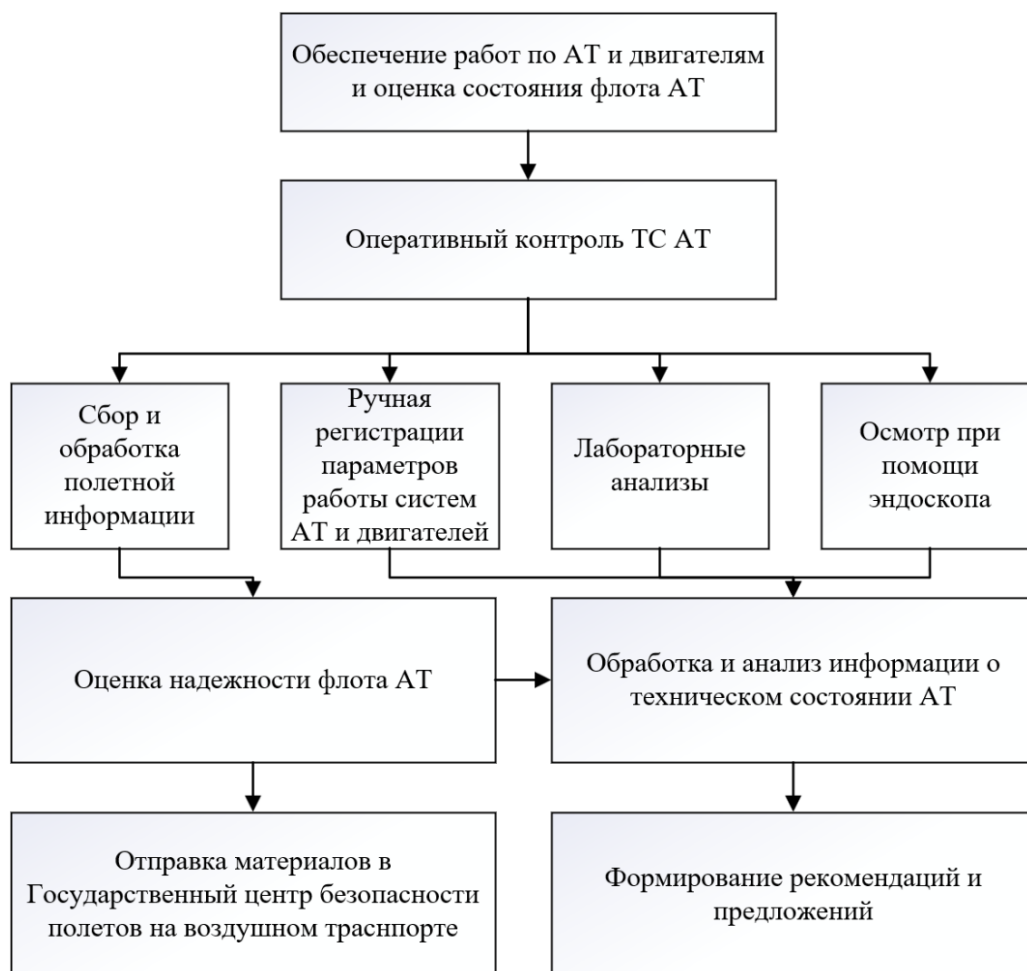 Обеспечение работ по АТ и двигателям
и оценка состояния флота АТ
Оперативный контроль ТС АТ
Сбор и
обработка
полетной
информации
Ручная
регистрации
параметров
работы систем
АТ и двигателей
Лабораторные
анализы
Осмотр при
помощи
эндоскопа
Оценка надежности флота АТ
Обработка и анализ информации о
техническом состоянии АТ
Отправка материалов в
Государственный центр безопасности
полетов на воздушном траснпорте
Формирование рекомендаций и
предложений